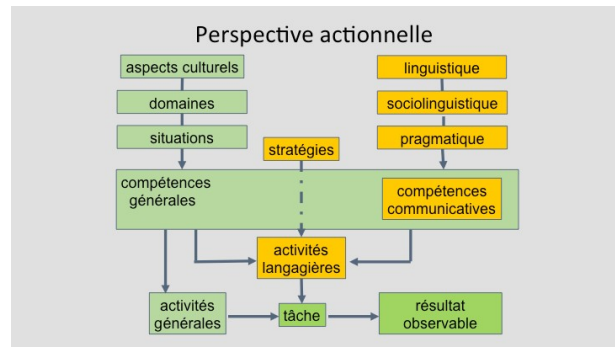 Perspective actionnelle
aspects culturels
linguistique
domaines
sociolinguistique
situations
stratégies
pragmatique
compétences
générales
compétences
communicatives
activités
langagières
activités
générales
tâche
résultat
observable